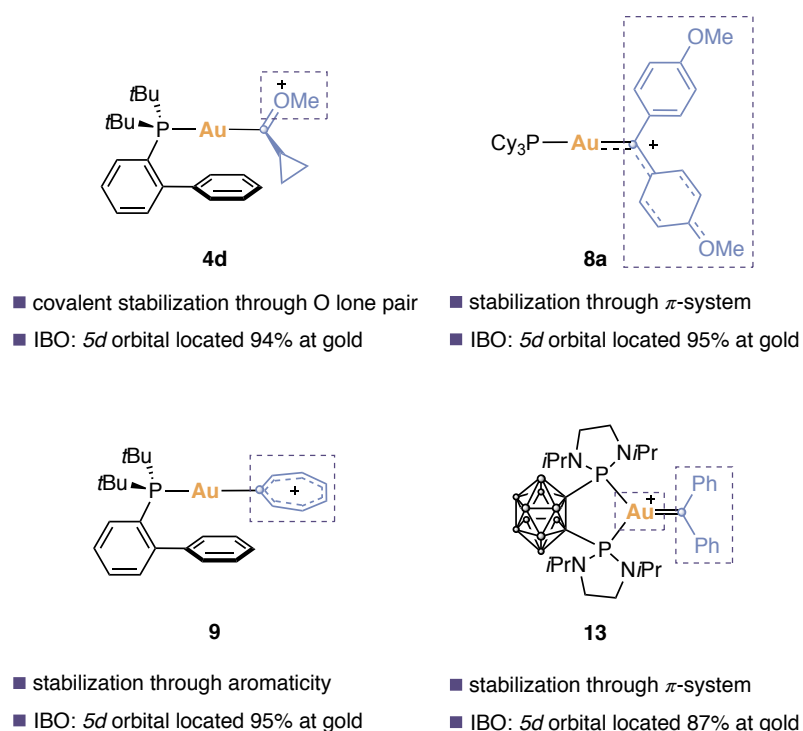 tBu
+
OMe
tBu
P
Au
4d
■ covalent stabilization through O lone pair
■ IBO: 5d orbital located 94% at gold
OMe
Cy3P
Au
+
OMe
8a
■ stabilization through π-system
■ IBO: 5d orbital located 95% at gold
tBu
tBu
P
Au
+
9
■ stabilization through aromaticity
■ IBO: 5d orbital located 95% at gold
iPr N NiPr
P
Ph
+
Au
Ph
P
iPr N NiPr
13
■ stabilization through π-system
■ IBO: 5d orbital located 87% at gold